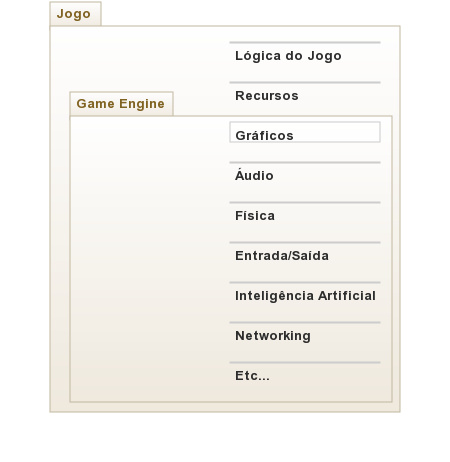 Jogo
Lógica do Jogo
Recursos
Game Engine
Gráficos
Áudio
Física
Entrada/Saída
Inteligência Artificial
Networking
Etc...